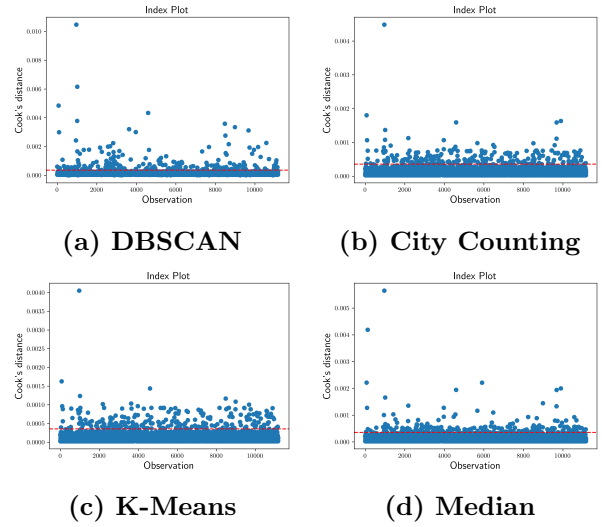 Index Plot
Cook's distance
0.010
0.008
0.006
0.004
0.002
0.000
0 2000 4000 6000 8000 10000
Observation
(a) DBSCAN
Index Plot
Cook's distance
0.004
0.003
0.002
0.001
0.000
0 2000 4000 6000 8000 10000
Observation
(b) City Counting
Index Plot
Cook's distance
0.0040
0.0035
0.0030
0.0025
0.0020
0.0015
0.0010
0.0005
0.0000
0 2000 4000 6000 8000 10000
Observation
(c) K-Means
Index Plot
Cook's distance
0.005
0.004
0.003
0.002
0.001
0.000
0 2000 4000 6000 8000 10000
Observation
(d) Median